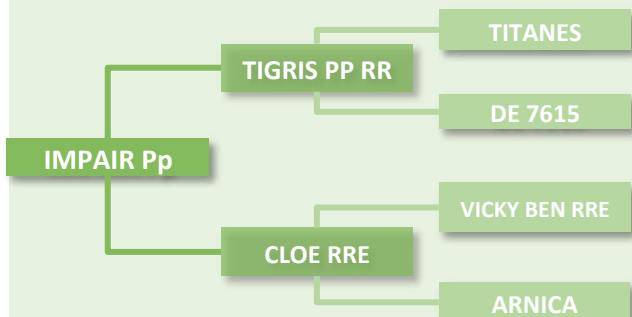 TITANES
TIGRIS PP RR
DE 7615
IMPAIR Pp
VICKY BEN RRE
CLOE RRE
ARNICA